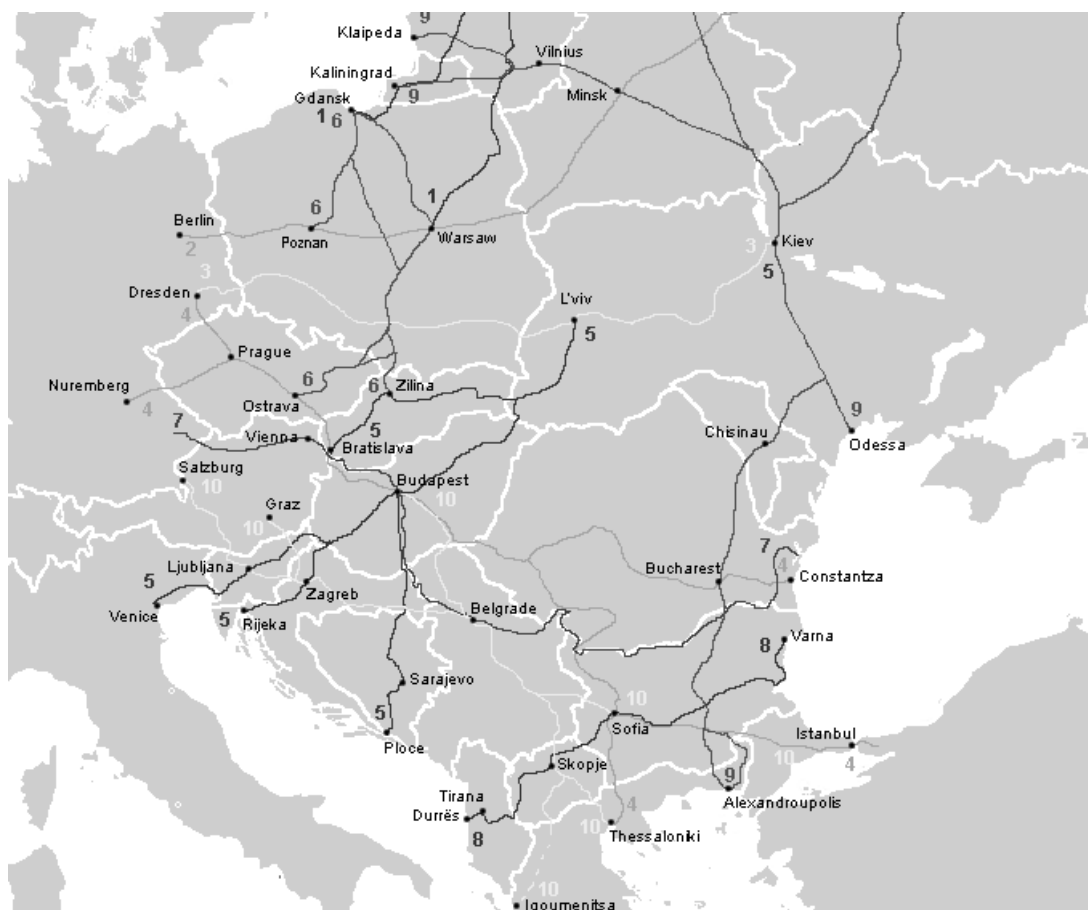 9
Klaipeda
Vilnius
Kaliningrad
Minsk
9
Gdansk
1 6
1
6
Berlin
Poznan
Warsaw
2
3
Kiev
5
3
Dresden
4
L'viv
5
Prague
Nuremberg
4
6
Ostrava
6
Zilina
7
Vienna
5
Bratislava
9
Odessa
Chisinau
Salzburg
10
Budapest
10
Graz
10
7
4
Ljubljana
Bucharest
Constantza
5
Venice
Zagreb
5
Rijeka
Belgrade
8
Varna
Sarajevo
5
Ploce
10
Sofia
Istanbul
10
4
Skopje
9
Alexandroupolis
Tirana
Durrës
8
4
10
Thessaloniki
10
Igoumenitsa